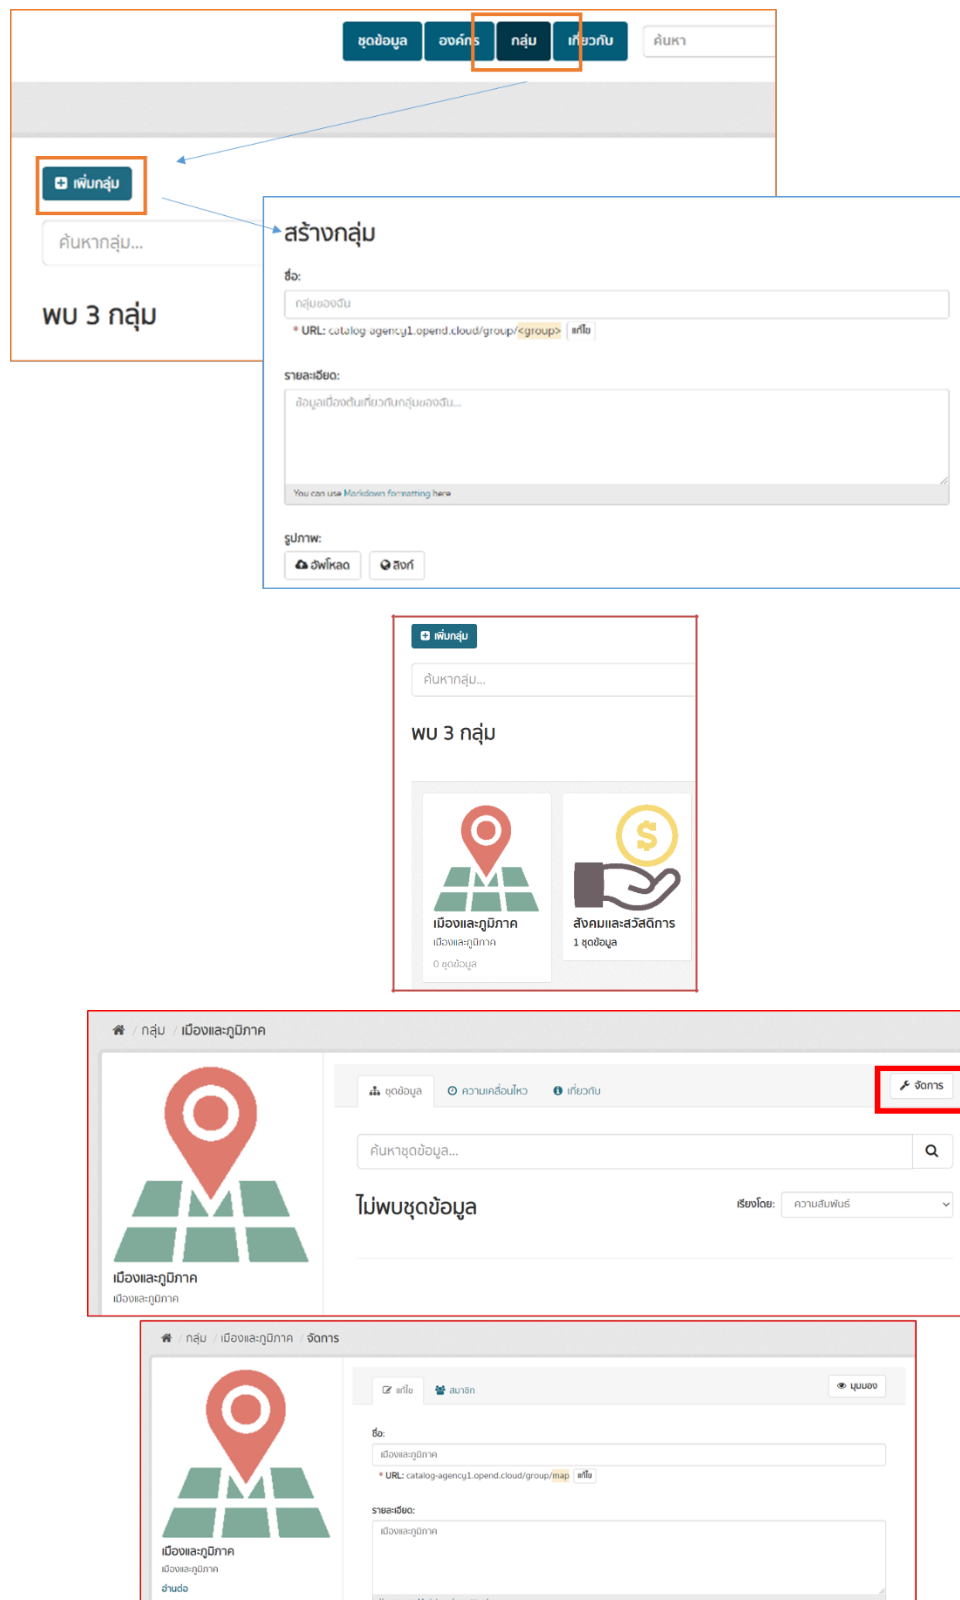 ชุดข้อมูล องค์กร กลุ่ม เกี่ยวกับ ค้นหา
เพิ่มกลุ่ม
ค้นหากลุ่ม...
พบ 3 กลุ่ม
สร้างกลุ่ม
ชื่อ:
กลุ่มของฉัน
* URL: catalog-agency1.opend.cloud/group/<group> แก้ไข
รายละเอียด:
ข้อมูลเบื้องต้นเกี่ยวกับกลุ่มของฉัน...
You can use Markdown formatting here
รูปภาพ:
อัพโหลด ลิงก์
เพิ่มกลุ่ม
ค้นหากลุ่ม...
พบ 3 กลุ่ม
เมืองและภูมิภาค สังคมและสวัสดิการ
เมืองและภูมิภาค 1 ชุดข้อมูล
0 ชุดข้อมูล
/ กลุ่ม / เมืองและภูมิภาค
ชุดข้อมูล ความเคลื่อนไหว เกี่ยวกับ จัดการ
ค้นหาชุดข้อมูล...
ไม่พบชุดข้อมูล เรียงโดย: ความสัมพันธ์
เมืองและภูมิภาค
เมืองและภูมิภาค
/ กลุ่ม / เมืองและภูมิภาค / จัดการ
แก้ไข สมาชิก มุมมอง
ชื่อ:
เมืองและภูมิภาค
* URL: catalog-agency1.opend.cloud/group/map แก้ไข
รายละเอียด:
เมืองและภูมิภาค
เมืองและภูมิภาค
เมืองและภูมิภาค
อ่านต่อ